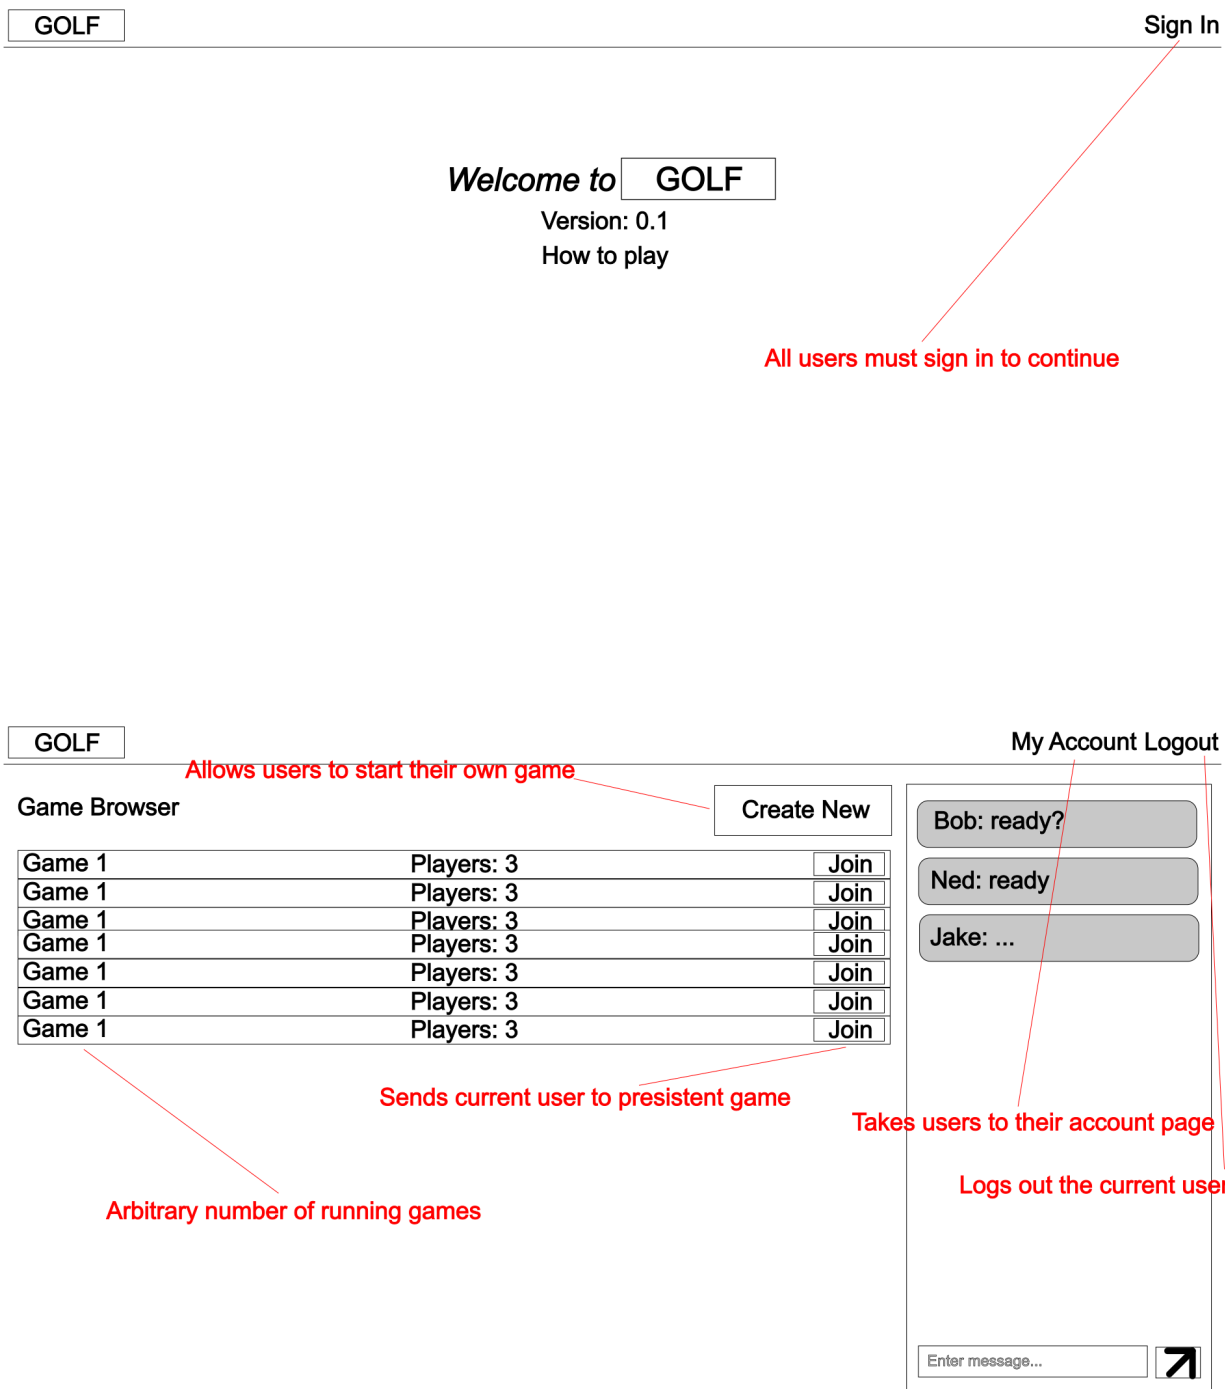 GOLF
Sign In
Welcome to GOLF
Version: 0.1
How to play
All users must sign in to continue
GOLF
My Account Logout
Allows users to start their own game
Game Browser
Create New
Game 1 Players: 3 Join
Game 1 Players: 3 Join
Game 1 Players: 3 Join
Game 1 Players: 3 Join
Game 1 Players: 3 Join
Game 1 Players: 3 Join
Game 1 Players: 3 Join
Sends current user to presistent game
Arbitrary number of running games
Bob: ready?
Ned: ready
Jake: ...
Takes users to their account page
Logs out the current user
Enter message...